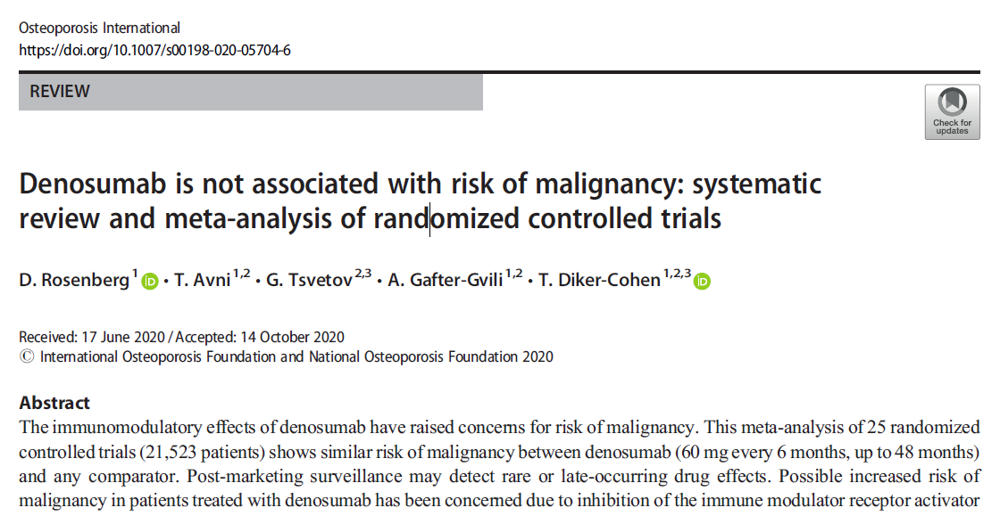 Osteoporosis International
https://doi.org/10.1007/s00198-020-05704-6
REVIEW
Check for
updates
Denosumab is not associated with risk of malignancy: systematic
review and meta-analysis of randomized controlled trials
D. Rosenberg 1 iD · T. Avni 1,2 · G. Tsvetov 2,3 · A. Gafter-Gvili 1,2 · T. Diker-Cohen 1,2,3 iD
Received: 17 June 2020 / Accepted: 14 October 2020
© International Osteoporosis Foundation and National Osteoporosis Foundation 2020
Abstract
The immunomodulatory effects of denosumab have raised concerns for risk of malignancy. This meta-analysis of 25 randomized
controlled trials (21,523 patients) shows similar risk of malignancy between denosumab (60 mg every 6 months, up to 48 months)
and any comparator. Post-marketing surveillance may detect rare or late-occurring drug effects. Possible increased risk of
malignancy in patients treated with denosumab has been concerned due to inhibition of the immune modulator receptor activator